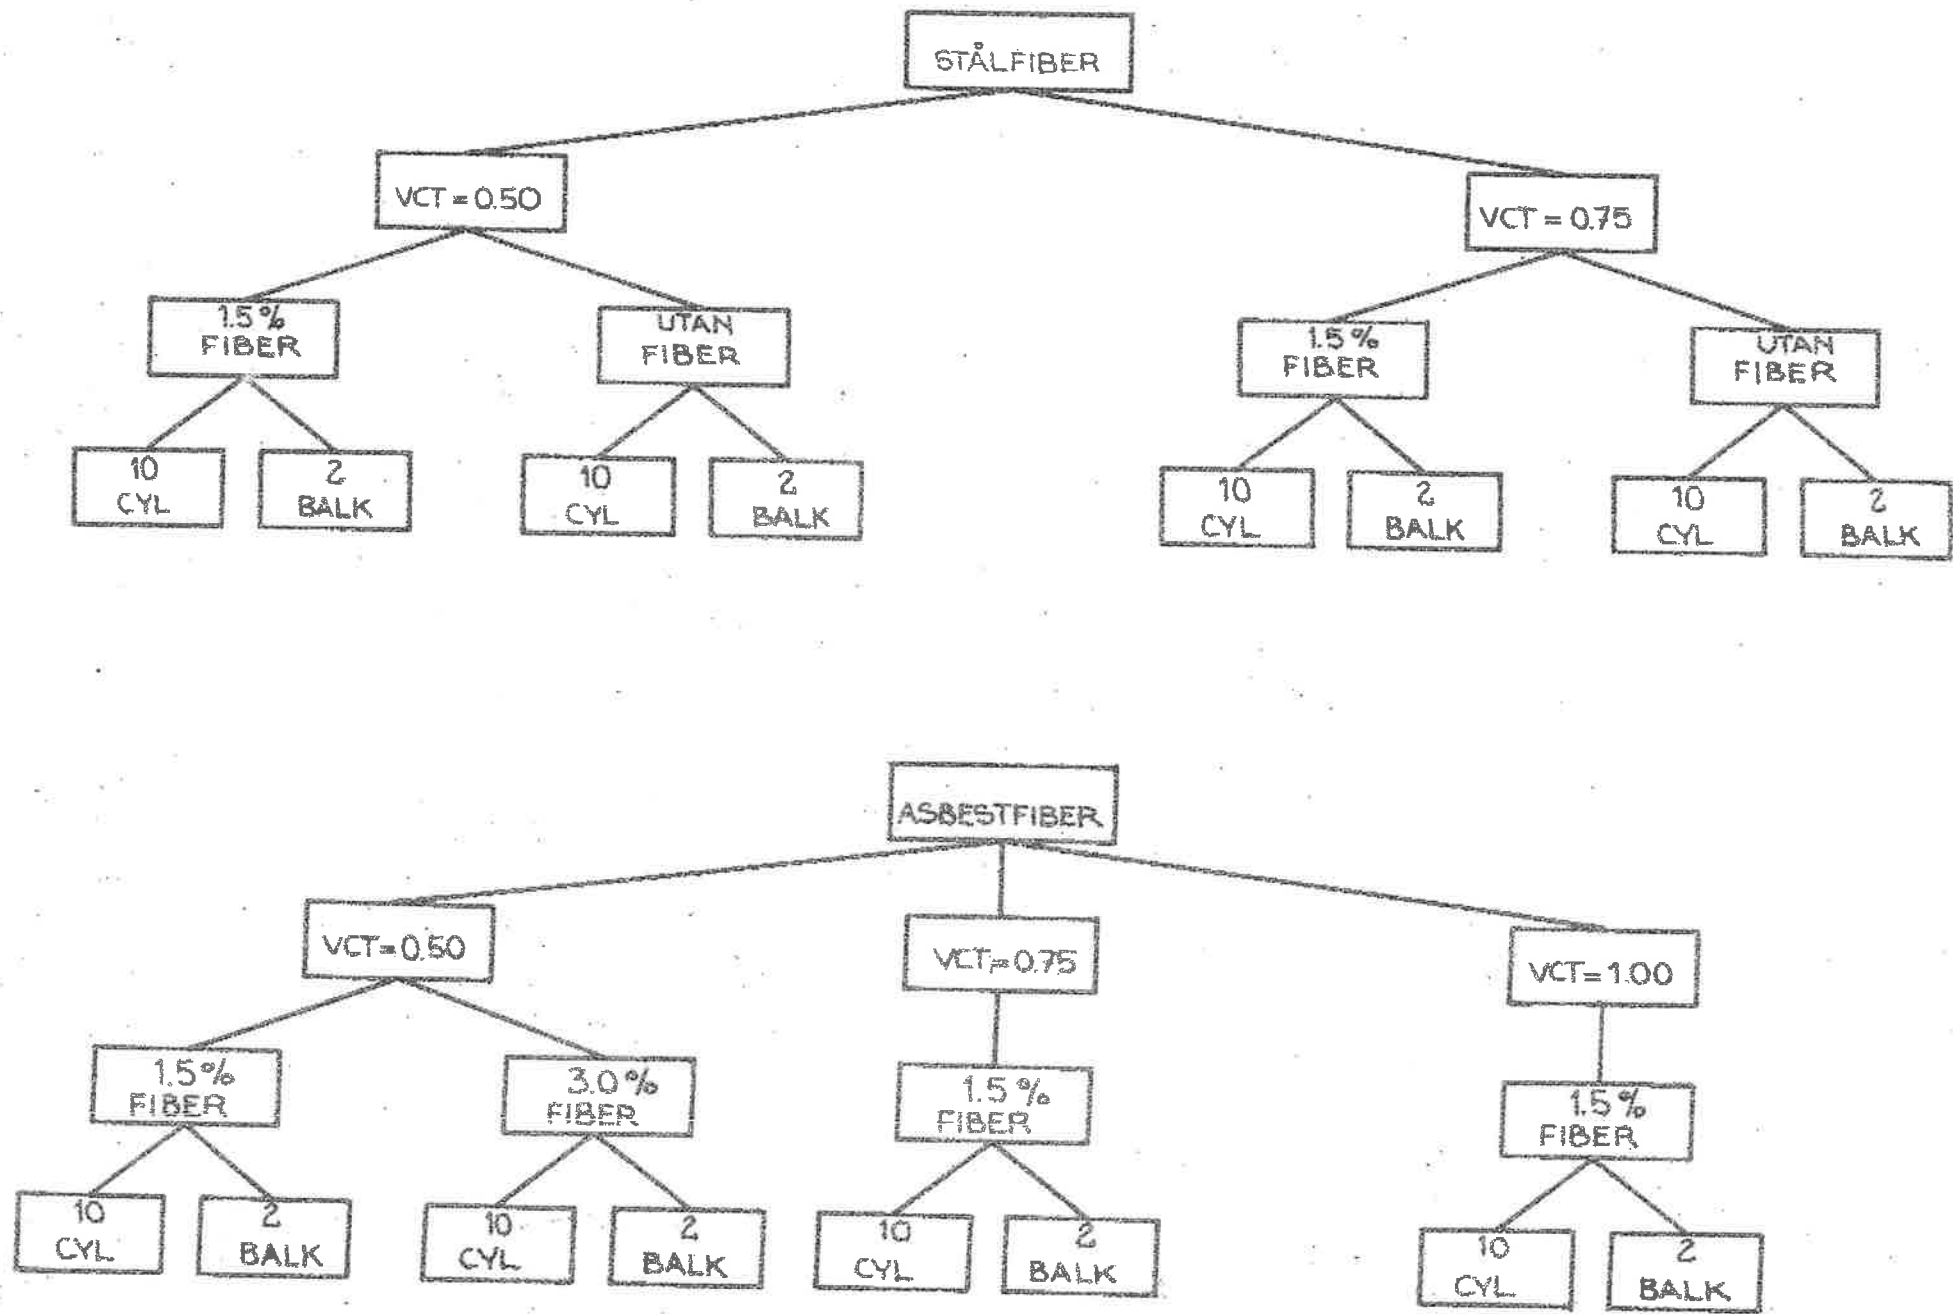 STÅLFIBER
VCT = 0.50
VCT = 0.75
1.5%
FIBER
UTAN
FIBER
1.5%
FIBER
UTAN
FIBER
10
CYL
2
BALK
10
CYL
2
BALK
10
CYL
2
BALK
10
CYL
2
BALK
ASBESTFIBER
VCT=0.50
VCT=0.75
VCT=1.00
1.5%
FIBER
3.0%
FIBER
1.5%
FIBER
1.5%
FIBER
10
CYL
2
BALK
10
CYL
2
BALK
10
CYL
2
BALK
10
CYL
2
BALK